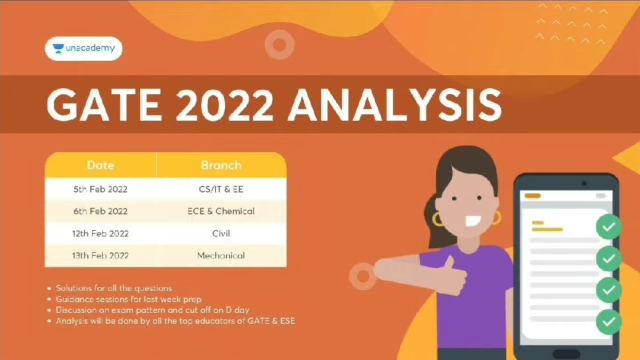 unacademy
GATE 2022 ANALYSIS
Date Branch
5th Feb 2022 CS/IT & EE
6th Feb 2022 ECE & Chemical
12th Feb 2022 Civil
13th Feb 2022 Mechanical
• Solutions for all the questions
• Guidance sessions for last week prep
• Discussion on exam pattern and cut off on D day
• Analysis will be done by all the top educators of GATE & ESE